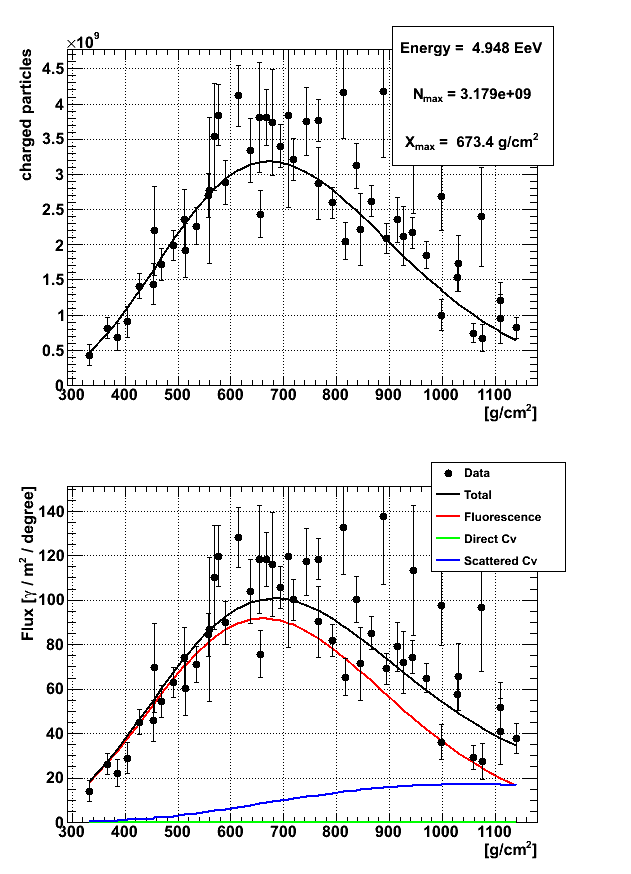 ×10⁹
Energy = 4.948 EeV
Nmax = 3.179e+09
Xmax = 673.4 g/cm²
charged particles
4.5
4
3.5
3
2.5
2
1.5
1
0.5
0
300 400 500 600 700 800 900 1000 1100
[g/cm²]
Data
Total
Fluorescence
Direct Cv
Scattered Cv
Flux [γ / m² / degree]
140
120
100
80
60
40
20
0
300 400 500 600 700 800 900 1000 1100
[g/cm²]